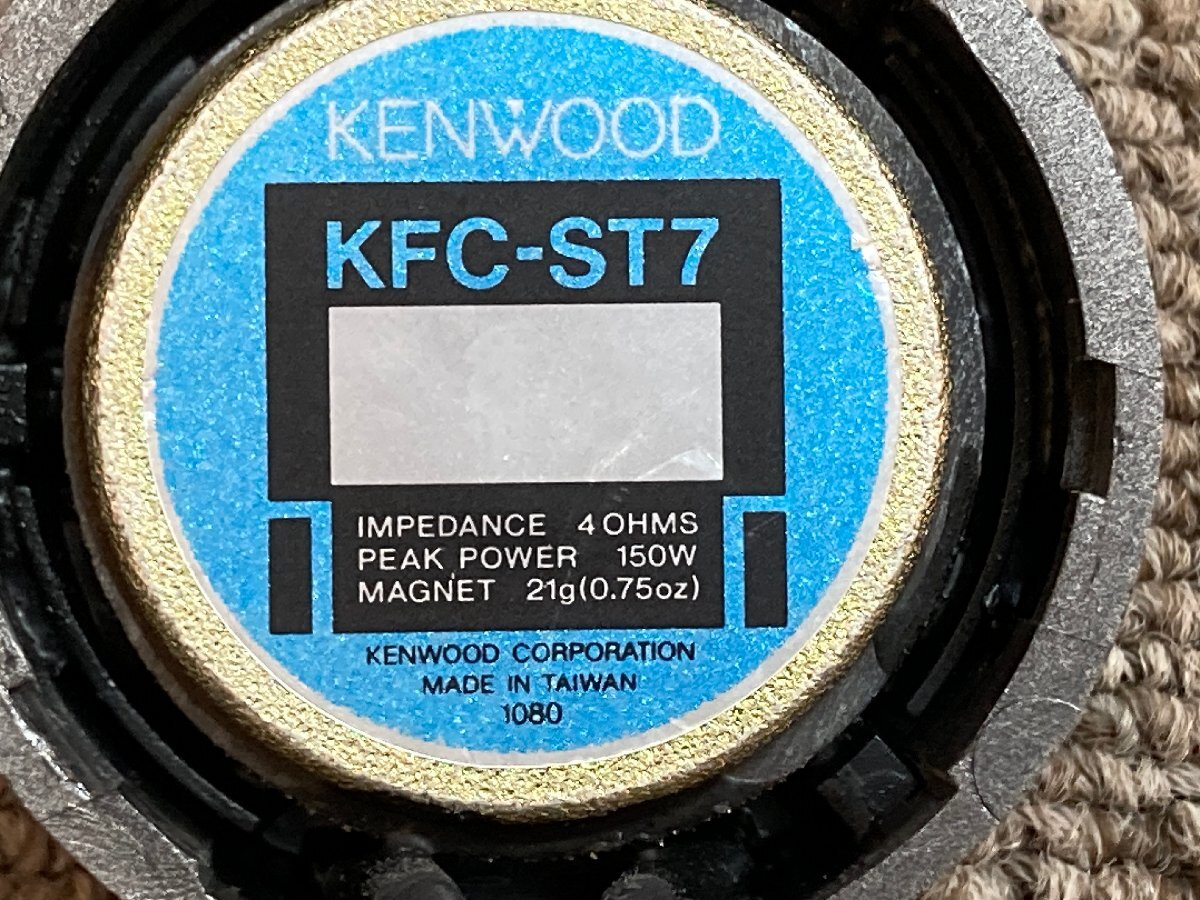 KENWOOD
KFC-ST7
IMPEDANCE 4 OHMS
PEAK POWER 150W
MAGNET 21g(0.75oz)
KENWOOD CORPORATION
MADE IN TAIWAN
1080